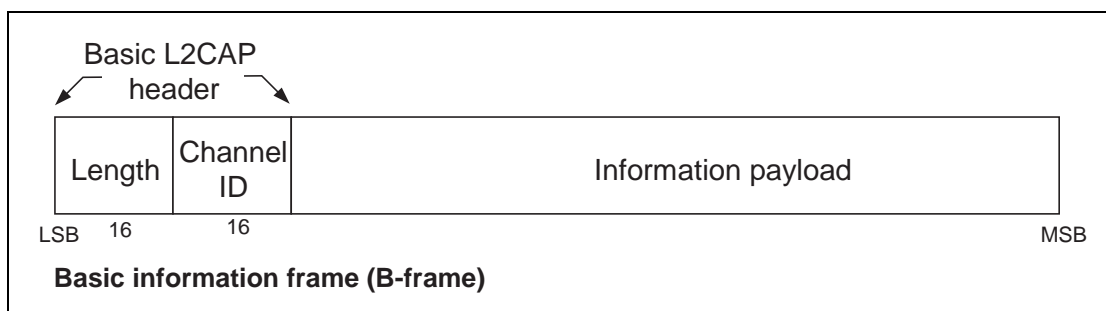 Basic L2CAP
header
Length
Channel
ID
Information payload
LSB
16
16
MSB
Basic information frame (B-frame)